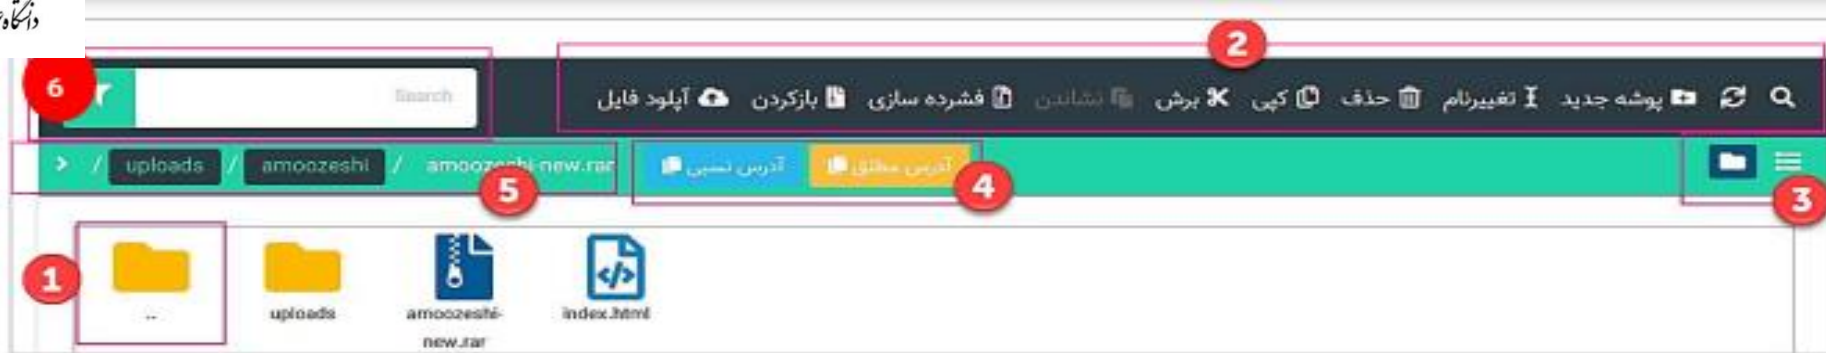 دانشگاه
2
6
Search
پوشه جدید تغییرنام حذف کپی برش نشاندن فشرده سازی بازکردن آپلود فایل
> / uploads / amoozeshi / amoozeshi-new.rar
آدرس نسبی
آدرس مطلق
5
4
3
1
..
uploads
amoozeshi-
new.rar
index.html